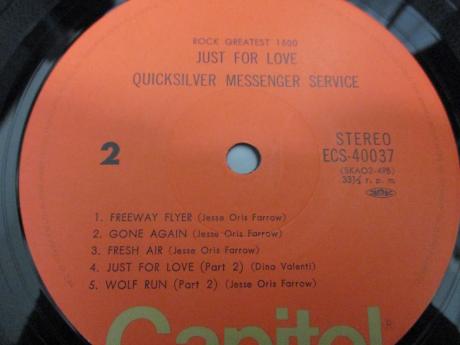 ROCK GREATEST 1500
JUST FOR LOVE
QUICKSILVER MESSENGER SERVICE
2
STEREO
ECS-40037
(SKAO2-498)
33⅓ r. p. m.
1. FREEWAY FLYER (Jesse Oris Farrow)
2. GONE AGAIN (Jesse Oris Farrow)
3. FRESH AIR (Jesse Oris Farrow)
4. JUST FOR LOVE (Part 2) (Dino Valenti)
5. WOLF RUN (Part 2) (Jesse Oris Farrow)
Capitol